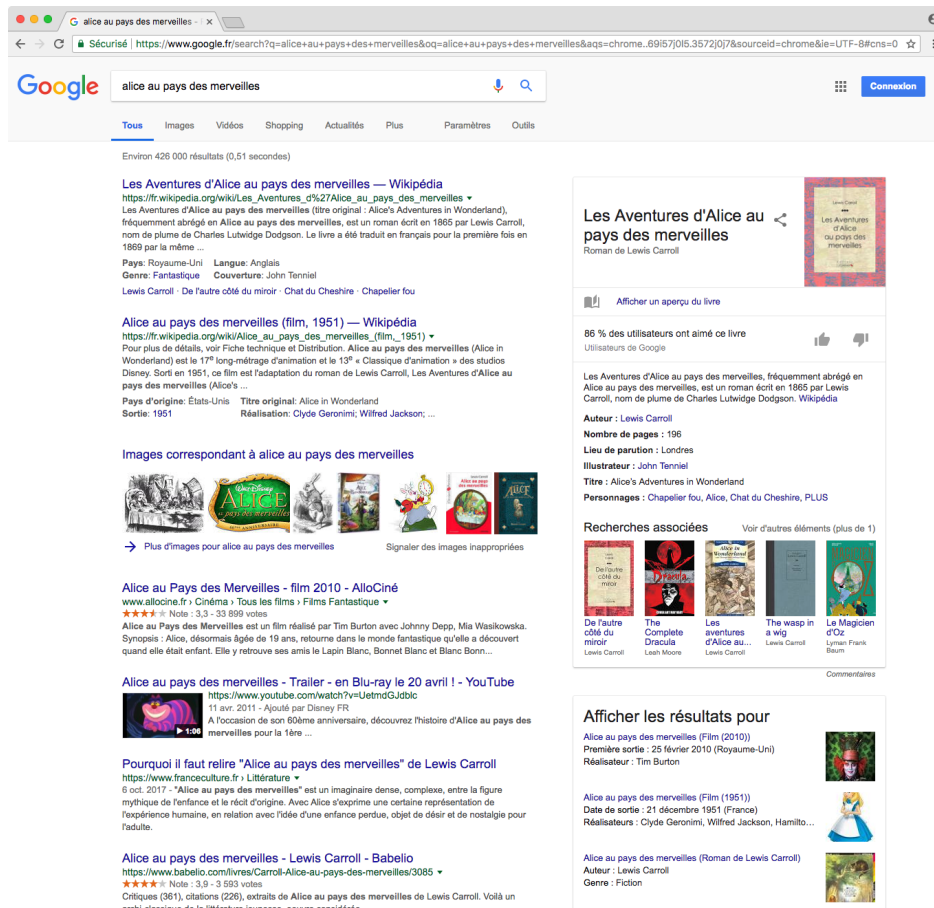 alice au pays des merveilles -
Sécurisé | https://www.google.fr/search?q=alice+au+pays+des+merveilles&oq=alice+au+pays+des+merveilles&aqs=chrome..69i57j0l5.3572j0j7&sourceid=chrome&ie=UTF-8#cns=0
Google
alice au pays des merveilles
Connexion
Tous Images Vidéos Shopping Actualités Plus Paramètres Outils
Environ 426 000 résultats (0,51 secondes)
Les Aventures d'Alice au pays des merveilles — Wikipédia
https://fr.wikipedia.org/wiki/Les_Aventures_d%27Alice_au_pays_des_merveilles
Les Aventures d'Alice au pays des merveilles (titre original : Alice's Adventures in Wonderland),
fréquemment abrégé en Alice au pays des merveilles, est un roman écrit en 1865 par Lewis Carroll,
nom de plume de Charles Lutwidge Dodgson. Le livre a été traduit en français pour la première fois en
1869 par la même ...
Pays: Royaume-Uni Langue: Anglais
Genre: Fantastique Couverture: John Tenniel
Lewis Carroll · De l'autre côté du miroir · Chat du Cheshire · Chapelier fou
Alice au pays des merveilles (film, 1951) — Wikipédia
https://fr.wikipedia.org/wiki/Alice_au_pays_des_merveilles_(film,_1951)
Pour plus de détails, voir Fiche technique et Distribution. Alice au pays des merveilles (Alice in
Wonderland) est le 17e long-métrage d'animation et le 13e « Classique d'animation » des studios
Disney. Sorti en 1951, ce film est l'adaptation du roman de Lewis Carroll, Les Aventures d'Alice au
pays des merveilles (Alice's ...
Pays d'origine: États-Unis Titre original: Alice in Wonderland
Sortie: 1951 Réalisation: Clyde Geronimi; Wilfred Jackson; ...
Images correspondant à alice au pays des merveilles
Walt Disney
ALICE
au pays des merveilles
ALICE
Plus d'images pour alice au pays des merveilles
Signaler des images inappropriées
Alice au Pays des Merveilles - film 2010 - AlloCiné
www.allocine.fr › Cinéma › Tous les films › Films Fantastique
Note : 3,3 - 33 899 votes
Alice au Pays des Merveilles est un film réalisé par Tim Burton avec Johnny Depp, Mia Wasikowska.
Synopsis : Alice, désormais âgée de 19 ans, retourne dans le monde fantastique qu'elle a découvert
quand elle était enfant. Elle y retrouve ses amis le Lapin Blanc, Bonnet Blanc et Blanc Bonn...
Alice au pays des merveilles - Trailer - en Blu-ray le 20 avril ! - YouTube
https://www.youtube.com/watch?v=UetmdGJdblc
11 avr. 2011 - Ajouté par Disney FR
A l'occasion de son 60ème anniversaire, découvrez l'histoire d'Alice au pays des
merveilles pour la 1ère ...
1:06
Pourquoi il faut relire "Alice au pays des merveilles" de Lewis Carroll
https://www.franceculture.fr › Littérature
6 oct. 2017 - "Alice au pays des merveilles" est un imaginaire dense, complexe, entre la figure
mythique de l'enfance et le récit d'origine. Avec Alice s'exprime une certaine représentation de
l'expérience humaine, en relation avec l'idée d'une enfance perdue, objet de désir et de nostalgie pour
l'adulte.
Alice au pays des merveilles - Lewis Carroll - Babelio
https://www.babelio.com/livres/Carroll-Alice-au-pays-des-merveilles/3085
Note : 3,9 - 3 593 votes
Critiques (361), citations (226), extraits de Alice au pays des merveilles de Lewis Carroll. Voilà un
Les Aventures d'Alice au
pays des merveilles
Roman de Lewis Carroll
Lewis Carroll
Les Aventures
d'Alice
au pays des
merveilles
Afficher un aperçu du livre
86 % des utilisateurs ont aimé ce livre
Utilisateurs de Google
Les Aventures d'Alice au pays des merveilles, fréquemment abrégé en
Alice au pays des merveilles, est un roman écrit en 1865 par Lewis
Carroll, nom de plume de Charles Lutwidge Dodgson. Wikipédia
Auteur : Lewis Carroll
Nombre de pages : 196
Lieu de parution : Londres
Illustrateur : John Tenniel
Titre : Alice's Adventures in Wonderland
Personnages : Chapelier fou, Alice, Chat du Cheshire, PLUS
Recherches associées
Voir d'autres éléments (plus de 1)
De l'autre
côté du
miroir
Dracula
Alice in
Wonderland
De l'autre
côté du
miroir
Lewis Carroll
The
Complete
Dracula
Leah Moore
Les
aventures
d'Alice au...
Lewis Carroll
The wasp in
a wig
Lewis Carroll
Le Magicien
d'Oz
Lyman Frank
Baum
Commentaires
Afficher les résultats pour
Alice au pays des merveilles (Film (2010))
Première sortie : 25 février 2010 (Royaume-Uni)
Réalisateur : Tim Burton
Alice au pays des merveilles (Film (1951))
Date de sortie : 21 décembre 1951 (France)
Réalisateurs : Clyde Geronimi, Wilfred Jackson, Hamilto...
Alice au pays des merveilles (Roman de Lewis Carroll)
Auteur : Lewis Carroll
Genre : Fiction